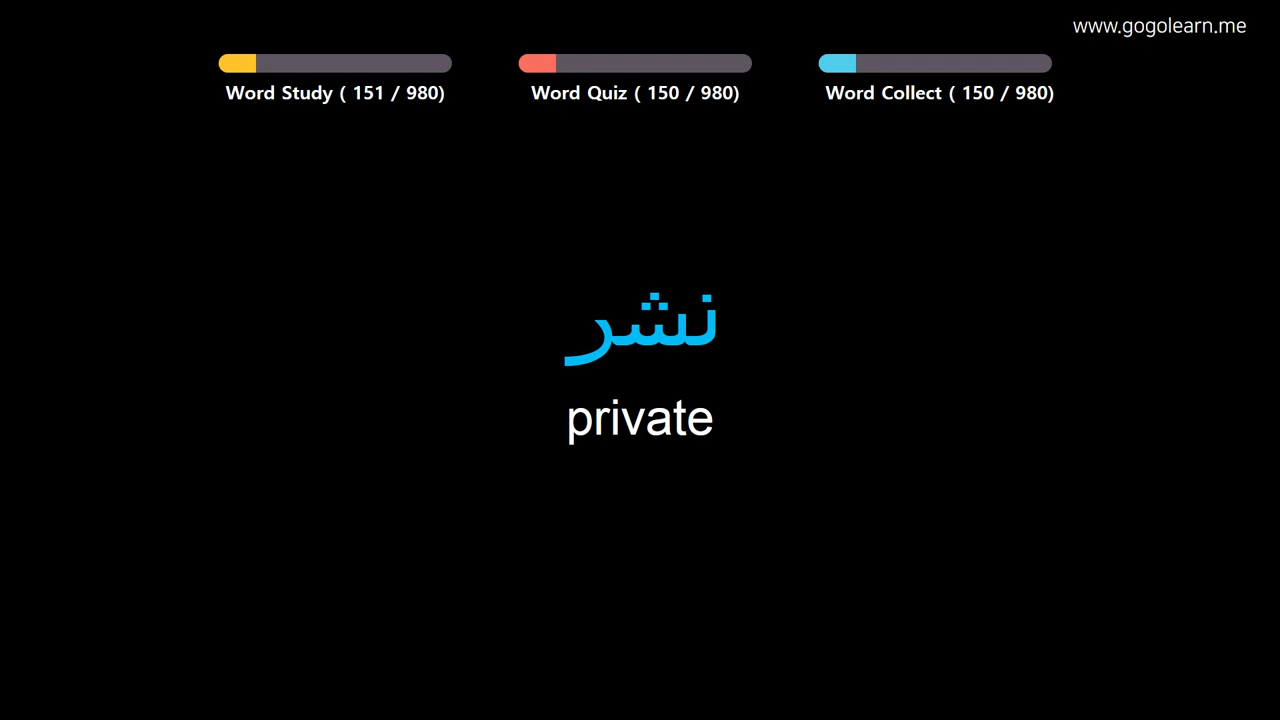 www.gogolearn.me
Word Study ( 151 / 980)
Word Quiz ( 150 / 980)
Word Collect ( 150 / 980)
نشر
private